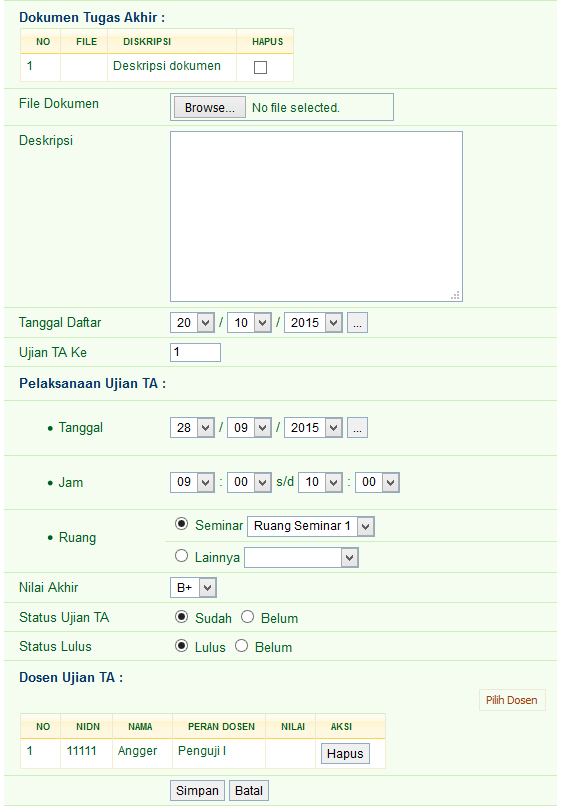 Dokumen Tugas Akhir :
NO FILE DISKRIPSI HAPUS
1 Deskripsi dokumen
File Dokumen Browse... No file selected.
Deskripsi
Tanggal Daftar 20 / 10 / 2015 ...
Ujian TA Ke 1
Pelaksanaan Ujian TA :
• Tanggal 28 / 09 / 2015 ...
• Jam 09 : 00 s/d 10 : 00
Seminar Ruang Seminar 1
• Ruang
Lainnya
Nilai Akhir B+
Status Ujian TA Sudah Belum
Status Lulus Lulus Belum
Dosen Ujian TA :
Pilih Dosen
NO NIDN NAMA PERAN DOSEN NILAI AKSI
1 11111 Angger Penguji I Hapus
Simpan Batal